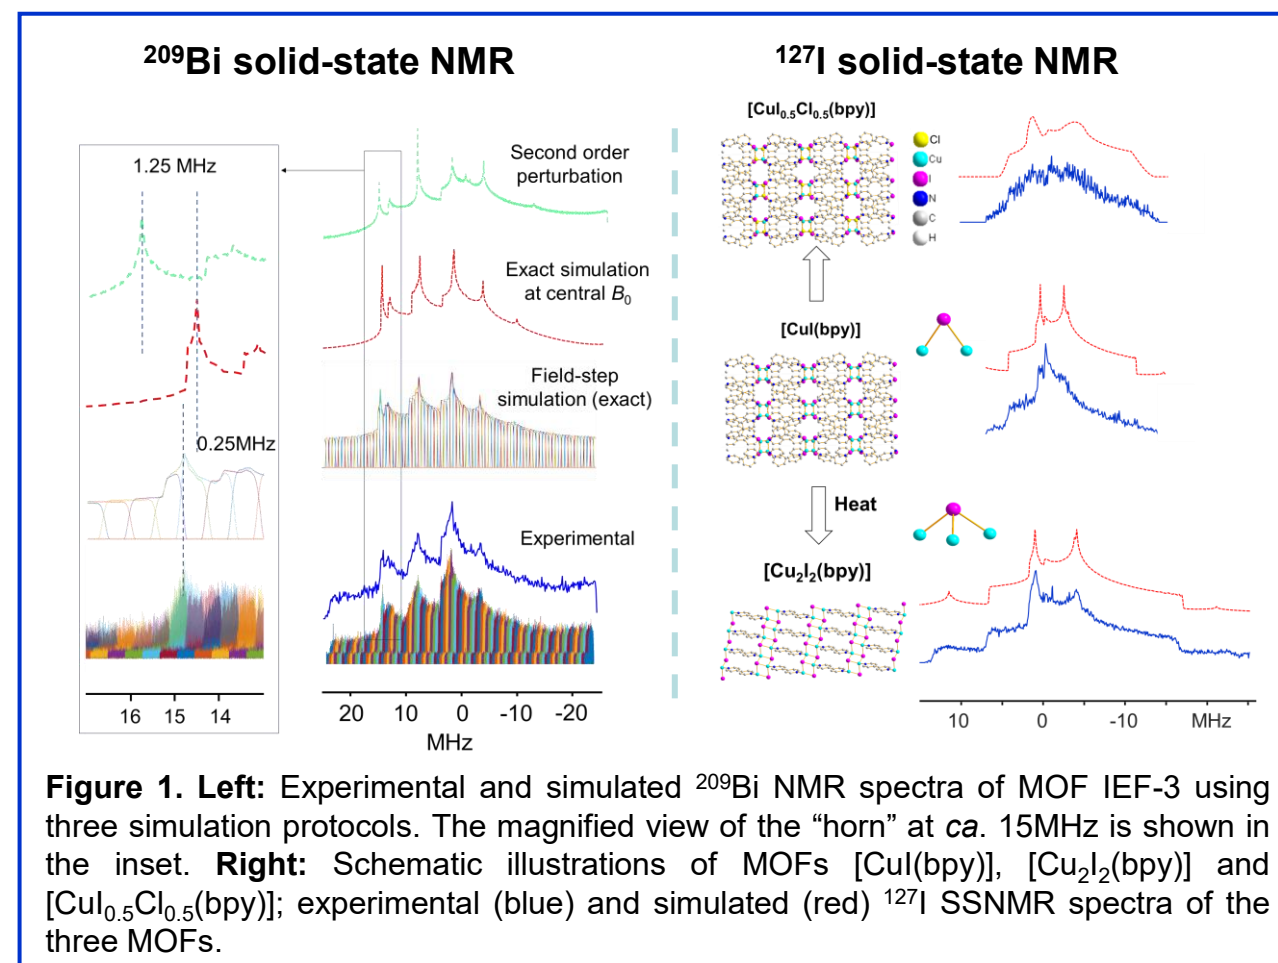 ²⁰⁹Bi solid-state NMR
1.25 MHz
0.25MHz
16 15 14
Second order
perturbation
Exact simulation
at central B₀
Field-step
simulation (exact)
Experimental
20 10 0 -10 -20
MHz
¹²⁷I solid-state NMR
[CuI₀.₅Cl₀.₅(bpy)]
Cl
Cu
I
N
C
H
[CuI(bpy)]
Heat
[Cu₂I₂(bpy)]
10 0 -10 MHz
Figure 1. Left: Experimental and simulated ²⁰⁹Bi NMR spectra of MOF IEF-3 using
three simulation protocols. The magnified view of the “horn” at ca. 15MHz is shown in
the inset. Right: Schematic illustrations of MOFs [CuI(bpy)], [Cu₂I₂(bpy)] and
[CuI₀.₅Cl₀.₅(bpy)]; experimental (blue) and simulated (red) ¹²⁷I SSNMR spectra of the
three MOFs.